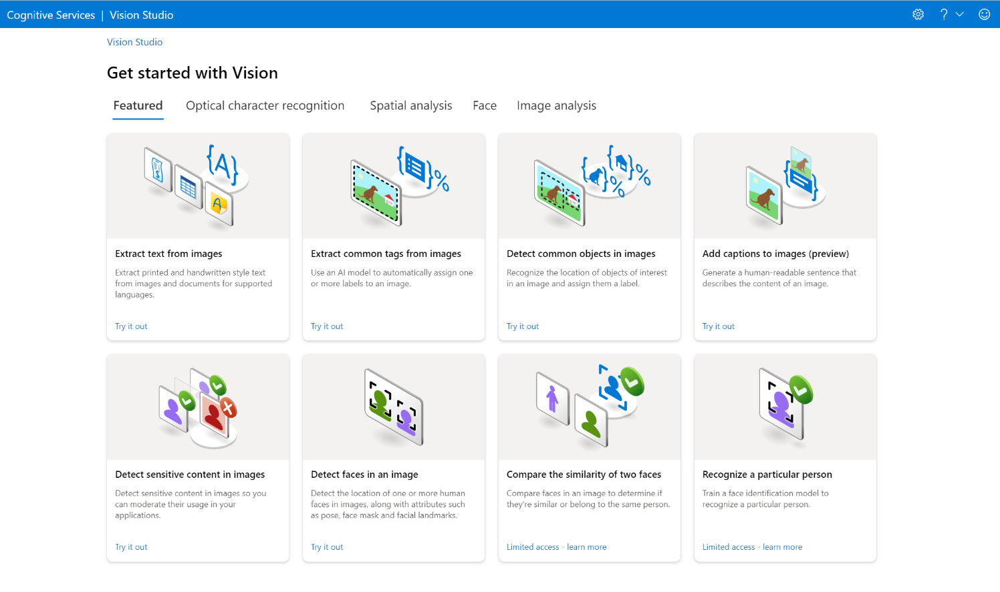 Cognitive Services | Vision Studio
?
Vision Studio
Get started with Vision
Featured Optical character recognition Spatial analysis Face Image analysis
{A}
A
{ }%
{ }% { }%
{ }
Extract text from images
Extract printed and handwritten style text
from images and documents for supported
languages.
Try it out
Extract common tags from images
Use an AI model to automatically assign one
or more labels to an image.
Try it out
Detect common objects in images
Recognize the location of objects of interest
in an image and assign them a label.
Try it out
Add captions to images (preview)
Generate a human-readable sentence that
describes the content of an image.
Try it out
Detect sensitive content in images
Detect sensitive content in images so you
can moderate their usage in your
applications.
Try it out
Detect faces in an image
Detect the location of one or more human
faces in images, along with attributes such
as pose, face mask and facial landmarks.
Try it out
Compare the similarity of two faces
Compare faces in an image to determine if
they're similar or belong to the same person.
Limited access - learn more
Recognize a particular person
Train a face identification model to
recognize a particular person.
Limited access - learn more